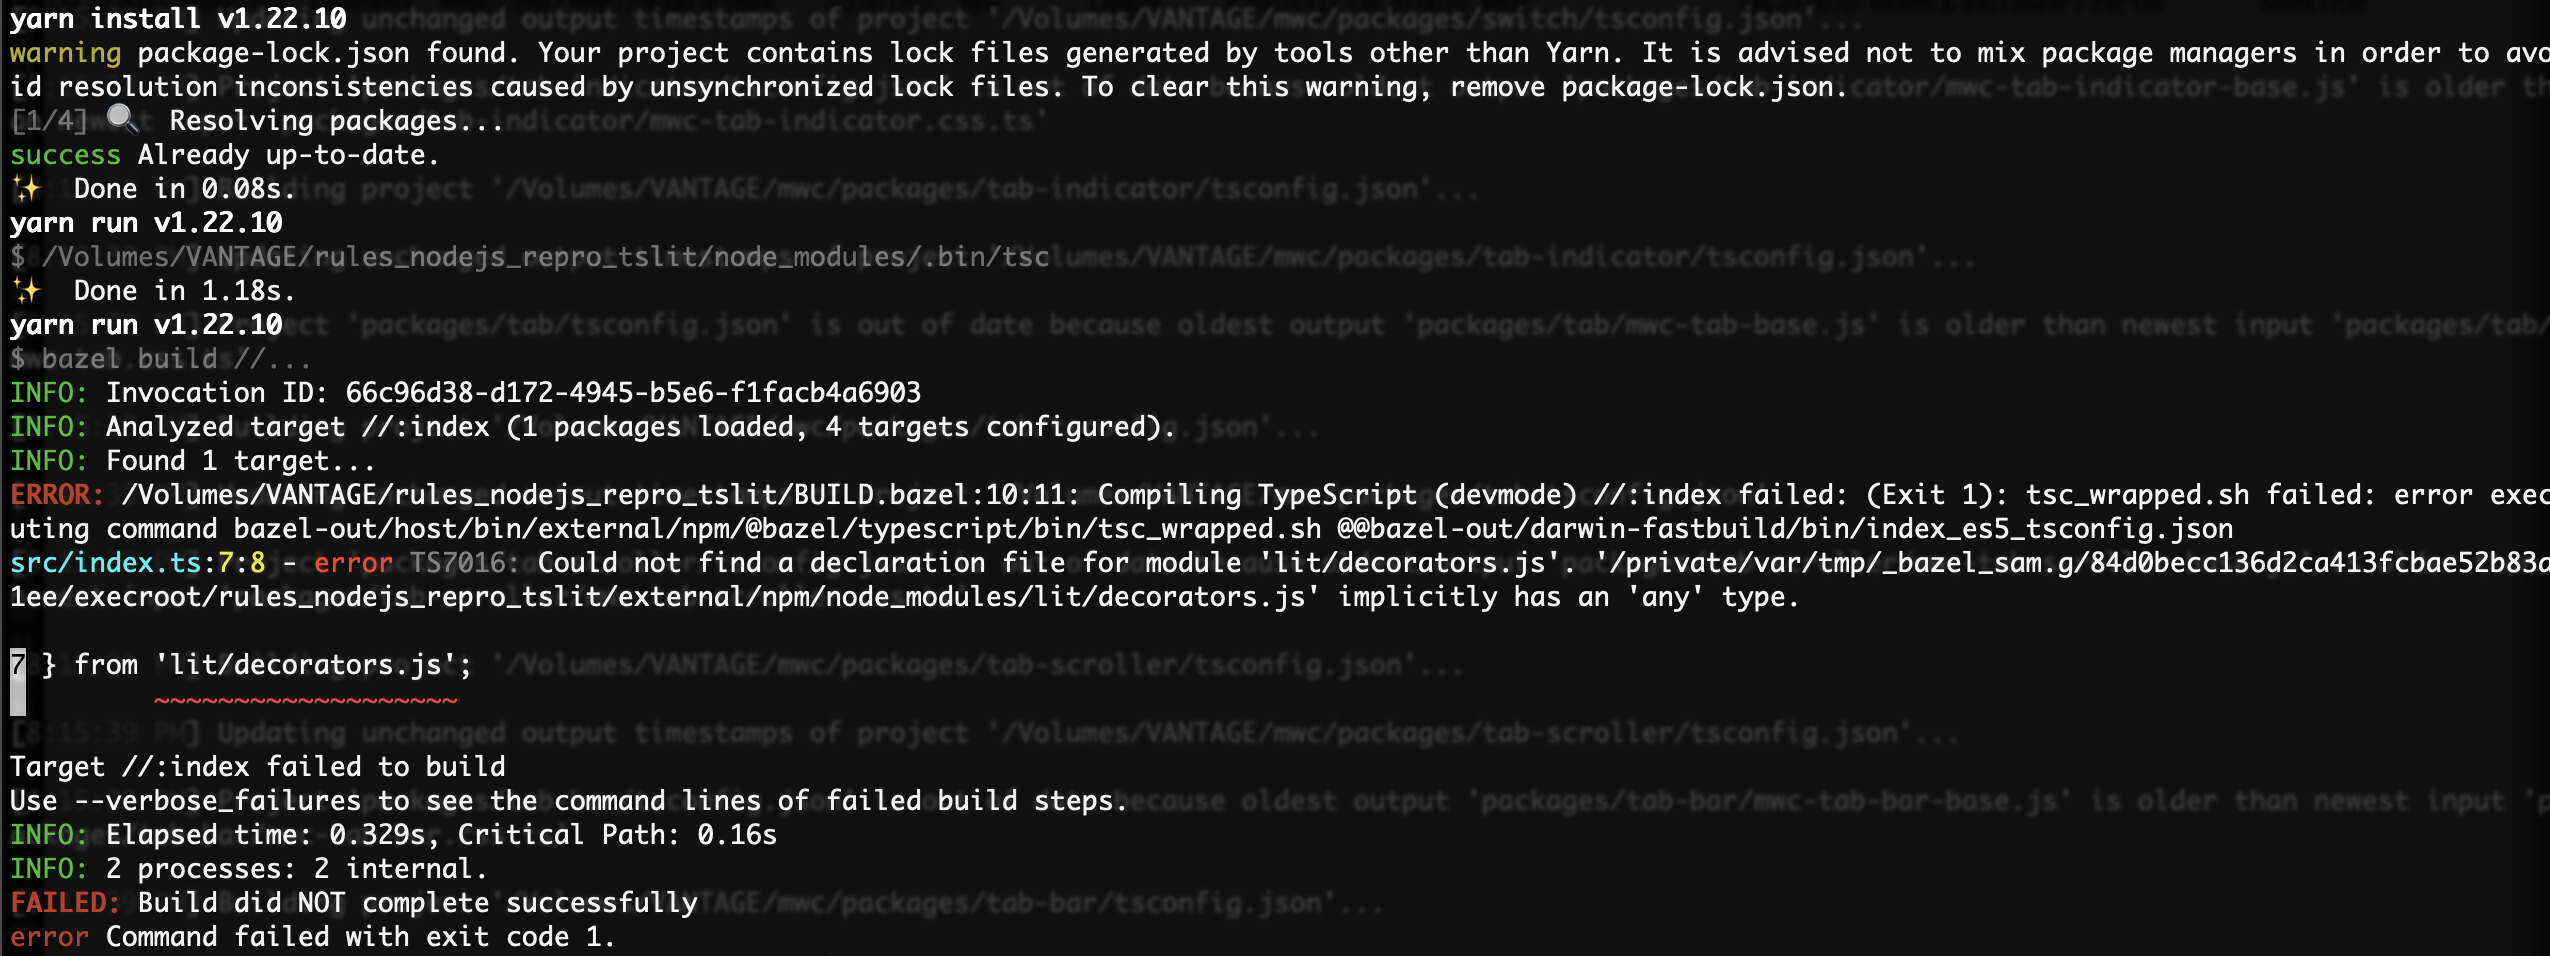 yarn install v1.22.10
warning package-lock.json found. Your project contains lock files generated by tools other than Yarn. It is advised not to mix package managers in order to avo
id resolution inconsistencies caused by unsynchronized lock files. To clear this warning, remove package-lock.json.
[1/4] 🔍 Resolving packages...
success Already up-to-date.
✨ Done in 0.08s.
yarn run v1.22.10
$ /Volumes/VANTAGE/rules_nodejs_repro_tslit/node_modules/.bin/tsc
✨ Done in 1.18s.
yarn run v1.22.10
$ bazel build //...
INFO: Invocation ID: 66c96d38-d172-4945-b5e6-f1facb4a6903
INFO: Analyzed target //:index (1 packages loaded, 4 targets configured).
INFO: Found 1 target...
ERROR: /Volumes/VANTAGE/rules_nodejs_repro_tslit/BUILD.bazel:10:11: Compiling TypeScript (devmode) //:index failed: (Exit 1): tsc_wrapped.sh failed: error exec
uting command bazel-out/host/bin/external/npm/@bazel/typescript/bin/tsc_wrapped.sh @@bazel-out/darwin-fastbuild/bin/index_es5_tsconfig.json
src/index.ts:7:8 - error TS7016: Could not find a declaration file for module 'lit/decorators.js'. '/private/var/tmp/_bazel_sam.g/84d0becc136d2ca413fcbae52b83a
1ee/execroot/rules_nodejs_repro_tslit/external/npm/node_modules/lit/decorators.js' implicitly has an 'any' type.
7 } from 'lit/decorators.js';
~~~~~~~~~~~~~~~~~~~
Target //:index failed to build
Use --verbose_failures to see the command lines of failed build steps.
INFO: Elapsed time: 0.329s, Critical Path: 0.16s
INFO: 2 processes: 2 internal.
FAILED: Build did NOT complete successfully
error Command failed with exit code 1.